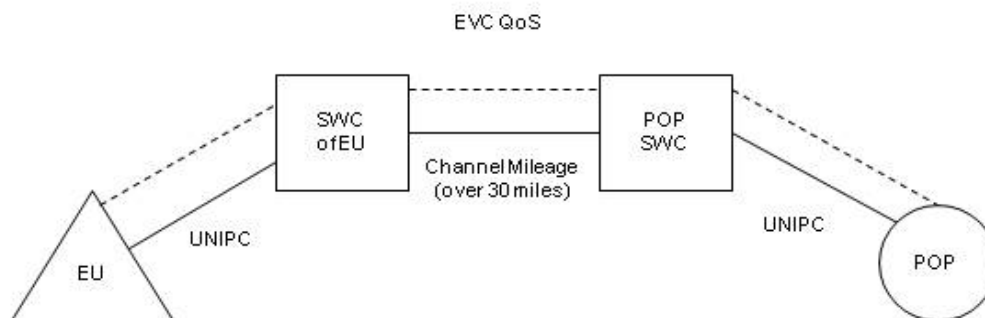 EVC QoS
SWC
of EU
POP
SWC
Channel Mileage
(over 30 miles)
UNIPC
UNIPC
EU
POP